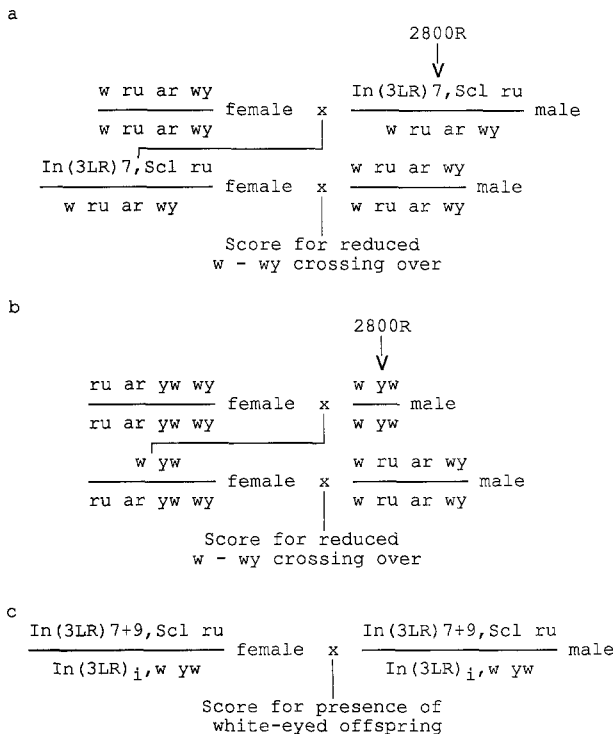 a
2800R
w ru ar wy female x In(3LR)7,Scl ru male
w ru ar wy w ru ar wy
In(3LR)7,Scl ru female x w ru ar wy male
w ru ar wy w ru ar wy
Score for reduced
w - wy crossing over
b
2800R
ru ar yw wy female x w yw male
ru ar yw wy w yw
w yw female x w ru ar wy male
ru ar yw wy w ru ar wy
Score for reduced
w - wy crossing over
c
In(3LR)7+9,Scl ru female x In(3LR)7+9,Scl ru male
In(3LR)i,w yw In(3LR)i,w yw
Score for presence of
white-eyed offspring